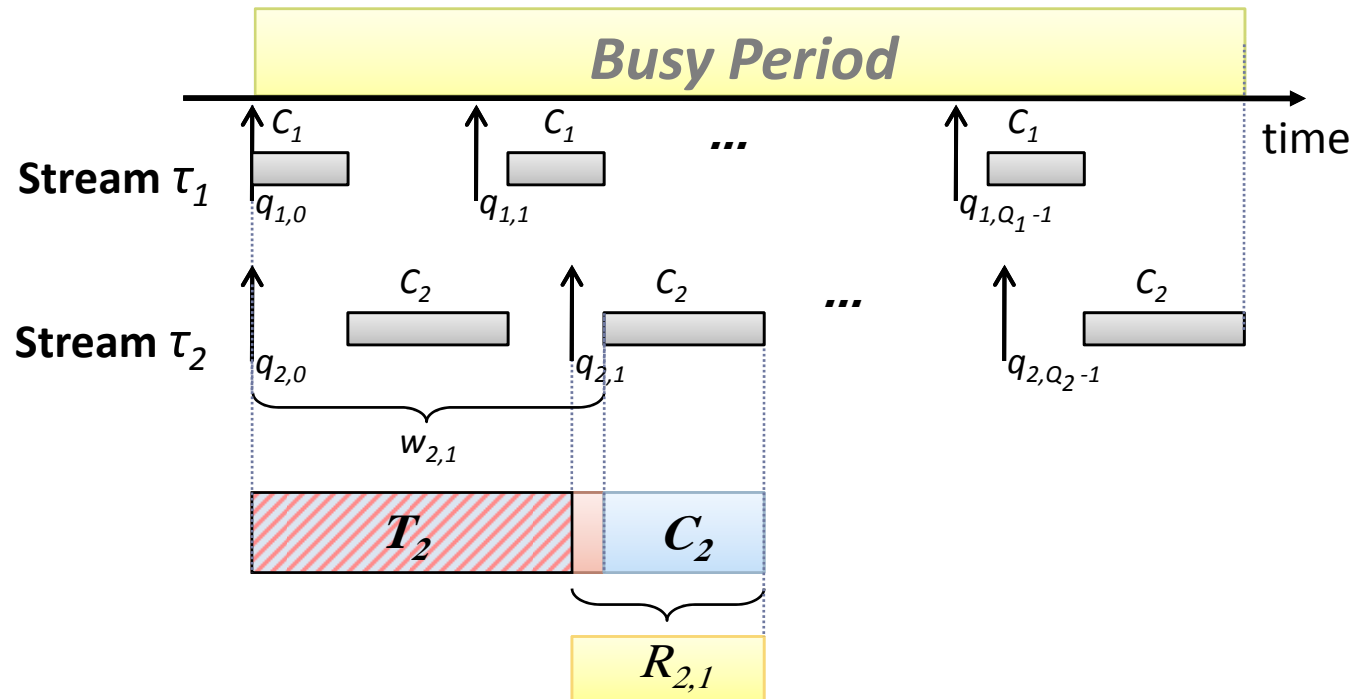 Busy Period
time
C₁ C₁ ... C₁
Stream τ₁
q₁,₀ q₁,₁ q₁,Q₁-₁
C₂ C₂ ... C₂
Stream τ₂
q₂,₀ q₂,₁ q₂,Q₂-₁
w₂,₁
T₂ C₂
R₂,₁